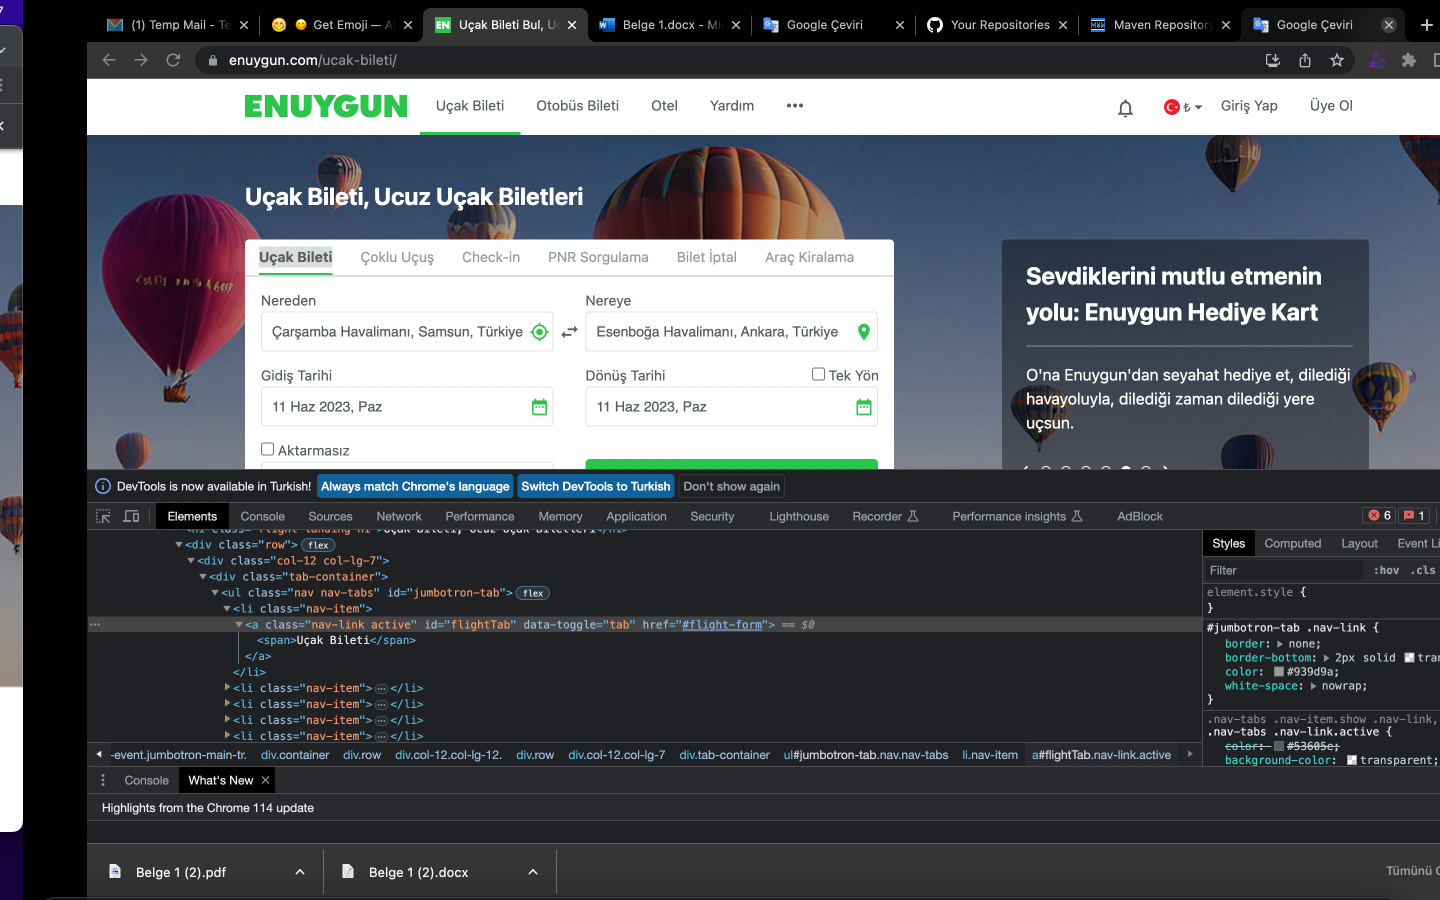 (1) Temp Mail - Te
Get Emoji — A
EN Uçak Bileti Bul, U
Belge 1.docx - Mi
Google Çeviri
Your Repositories
Maven Repository
Google Çeviri
enuygun.com/ucak-bileti/
ENUYGUN
Uçak Bileti
Otobüs Bileti
Otel
Yardım
•••
₺
Giriş Yap
Üye Ol
Uçak Bileti, Ucuz Uçak Biletleri
Uçak Bileti
Çoklu Uçuş
Check-in
PNR Sorgulama
Bilet İptal
Araç Kiralama
Nereden
Nereye
Çarşamba Havalimanı, Samsun, Türkiye
Esenboğa Havalimanı, Ankara, Türkiye
Gidiş Tarihi
Dönüş Tarihi
Tek Yön
11 Haz 2023, Paz
11 Haz 2023, Paz
Aktarmasız
Sevdiklerini mutlu etmenin
yolu: Enuygun Hediye Kart
O'na Enuygun'dan seyahat hediye et, dilediği
havayoluyla, dilediği zaman dilediği yere
uçsun.
DevTools is now available in Turkish!
Always match Chrome's language
Switch DevTools to Turkish
Don't show again
Elements
Console
Sources
Network
Performance
Memory
Application
Security
Lighthouse
Recorder
Performance insights
AdBlock
6
1
<h1 class="flight-landing-h1">Uçak Bileti, Ucuz Uçak Biletleri</h1>
<div class="row"> flex
<div class="col-12 col-lg-7">
<div class="tab-container">
<ul class="nav nav-tabs" id="jumbotron-tab"> flex
<li class="nav-item">
<a class="nav-link active" id="flightTab" data-toggle="tab" href="#flight-form"> == $0
<span>Uçak Bileti</span>
</a>
</li>
<li class="nav-item">…</li>
<li class="nav-item">…</li>
<li class="nav-item">…</li>
<li class="nav-item">…</li>
Styles
Computed
Layout
Event Li
Filter
:hov
.cls
element.style {
}
#jumbotron-tab .nav-link {
border: none;
border-bottom: 2px solid tran
color: #939d9a;
white-space: nowrap;
}
.nav-tabs .nav-item.show .nav-link,
.nav-tabs .nav-link.active {
color: #53605e;
background-color: transparent;
-event.jumbotron-main-tr.
div.container
div.row
div.col-12.col-lg-12.
div.row
div.col-12.col-lg-7
div.tab-container
ul#jumbotron-tab.nav.nav-tabs
li.nav-item
a#flightTab.nav-link.active
Console
What's New
Highlights from the Chrome 114 update
Belge 1 (2).pdf
Belge 1 (2).docx
Tümünü